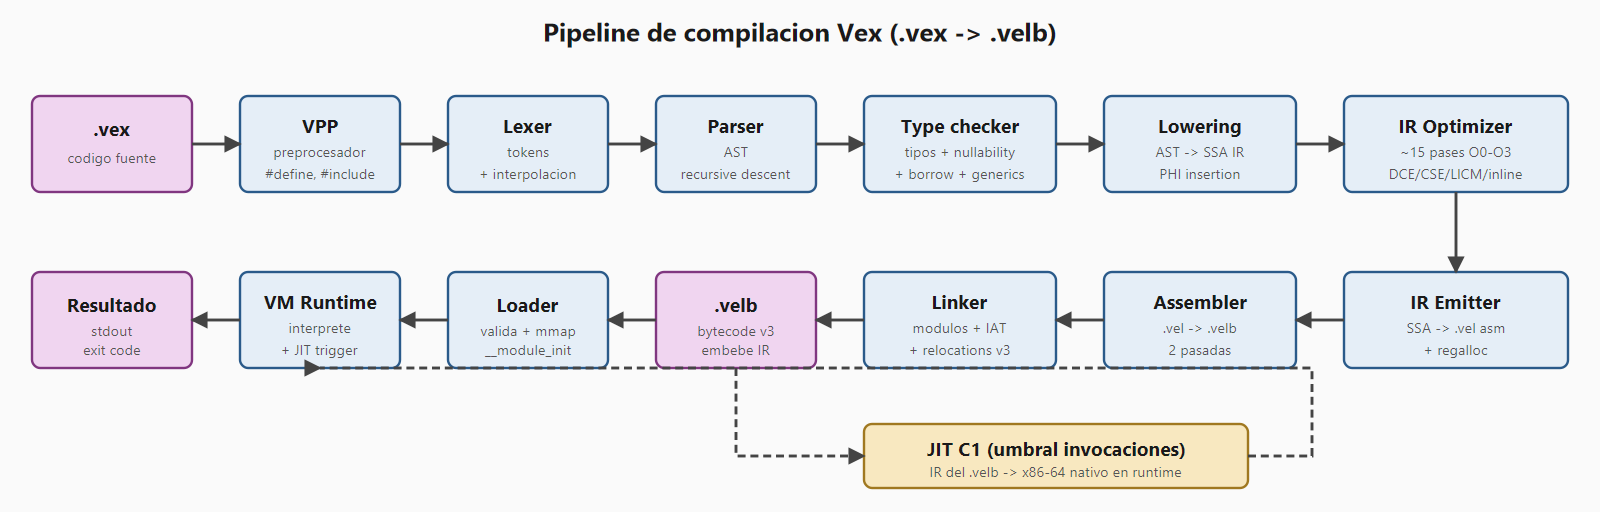 Pipeline de compilacion Vex (.vex -> .velb)
.vex
codigo fuente
VPP
preprocesador
#define, #include
Lexer
tokens
+ interpolacion
Parser
AST
recursive descent
Type checker
tipos + nullability
+ borrow + generics
Lowering
AST -> SSA IR
PHI insertion
IR Optimizer
~15 pases O0-O3
DCE/CSE/LICM/inline
Resultado
stdout
exit code
VM Runtime
interprete
+ JIT trigger
Loader
valida + mmap
__module_init
.velb
bytecode v3
embebe IR
Linker
modulos + IAT
+ relocations v3
Assembler
.vel -> .velb
2 pasadas
IR Emitter
SSA -> .vel asm
+ regalloc
JIT C1 (umbral invocaciones)
IR del .velb -> x86-64 nativo en runtime